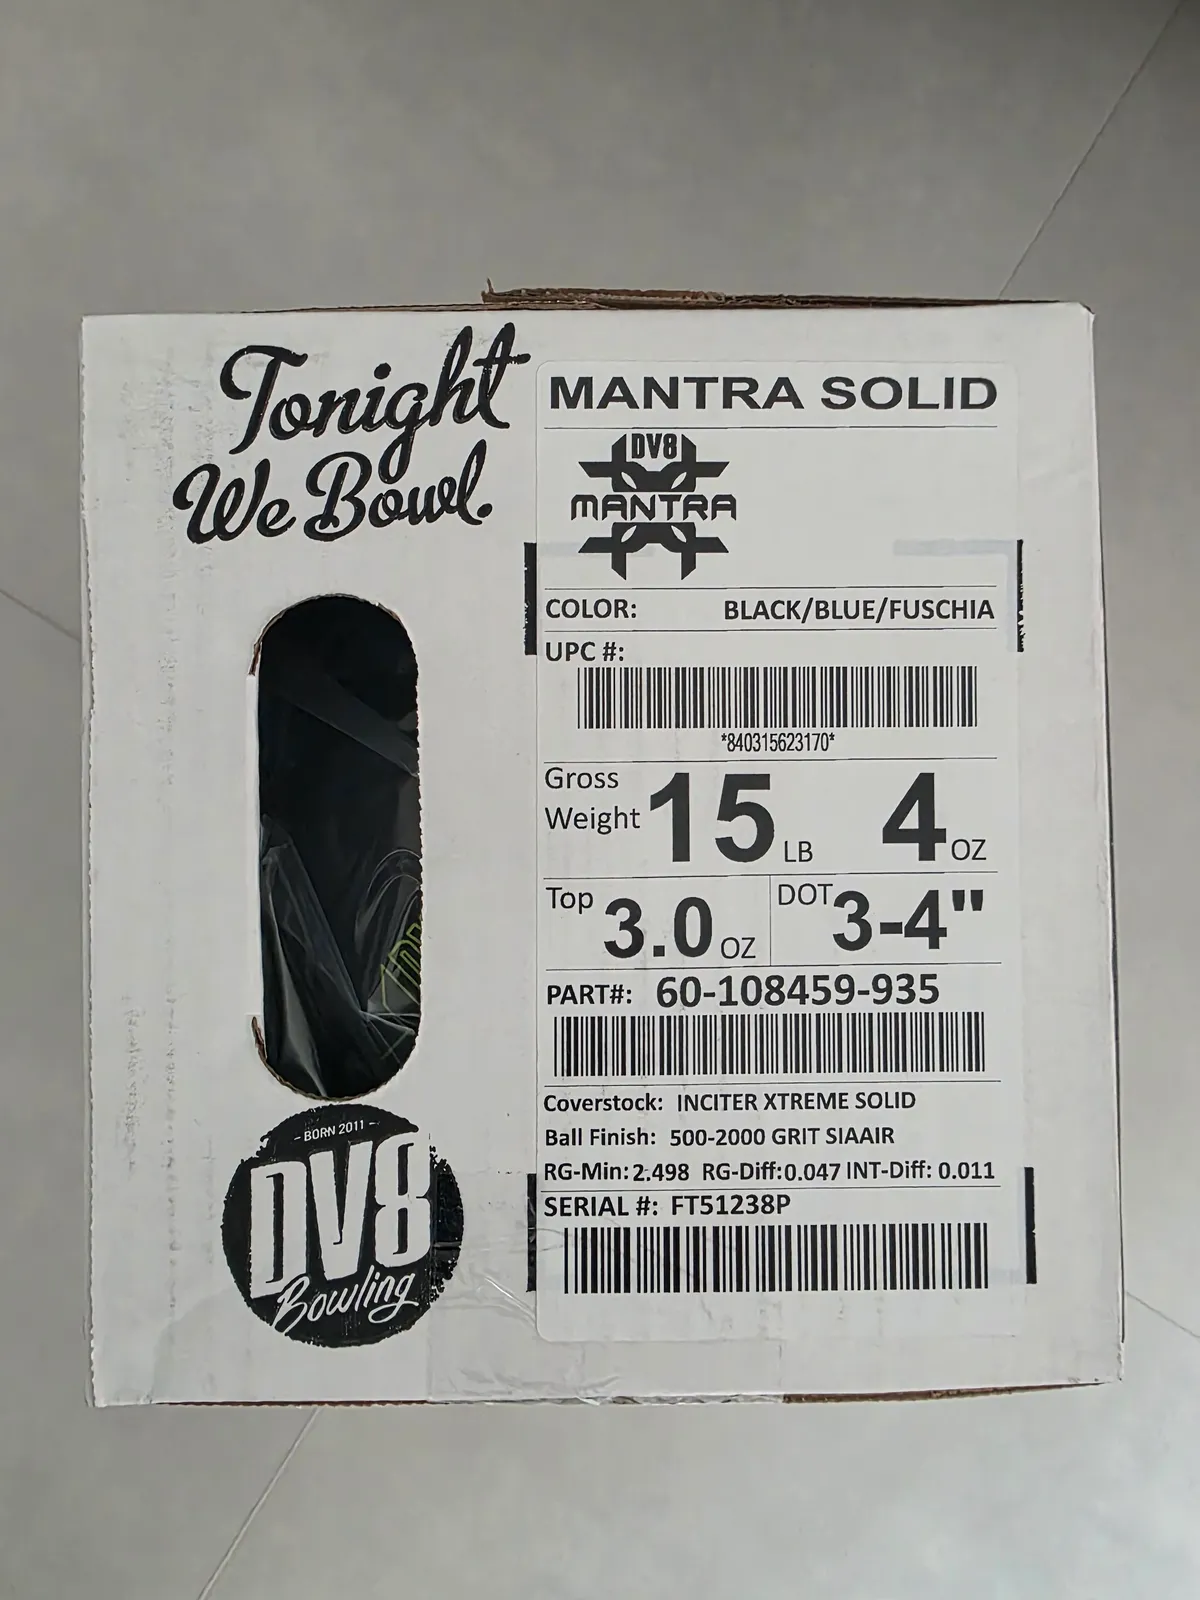 Tonight
We Bowl.
MANTRA SOLID
DV8
MANTRA
COLOR: BLACK/BLUE/FUSCHIA
UPC #:
*840315623170*
Gross
Weight 15 LB 4 OZ
Top 3.0 OZ DOT 3-4"
PART#: 60-108459-935
Coverstock: INCITER XTREME SOLID
Ball Finish: 500-2000 GRIT SIAAIR
RG-Min: 2.498 RG-Diff: 0.047 INT-Diff: 0.011
SERIAL #: FT51238P
- BORN 2011 -
DV8
Bowling